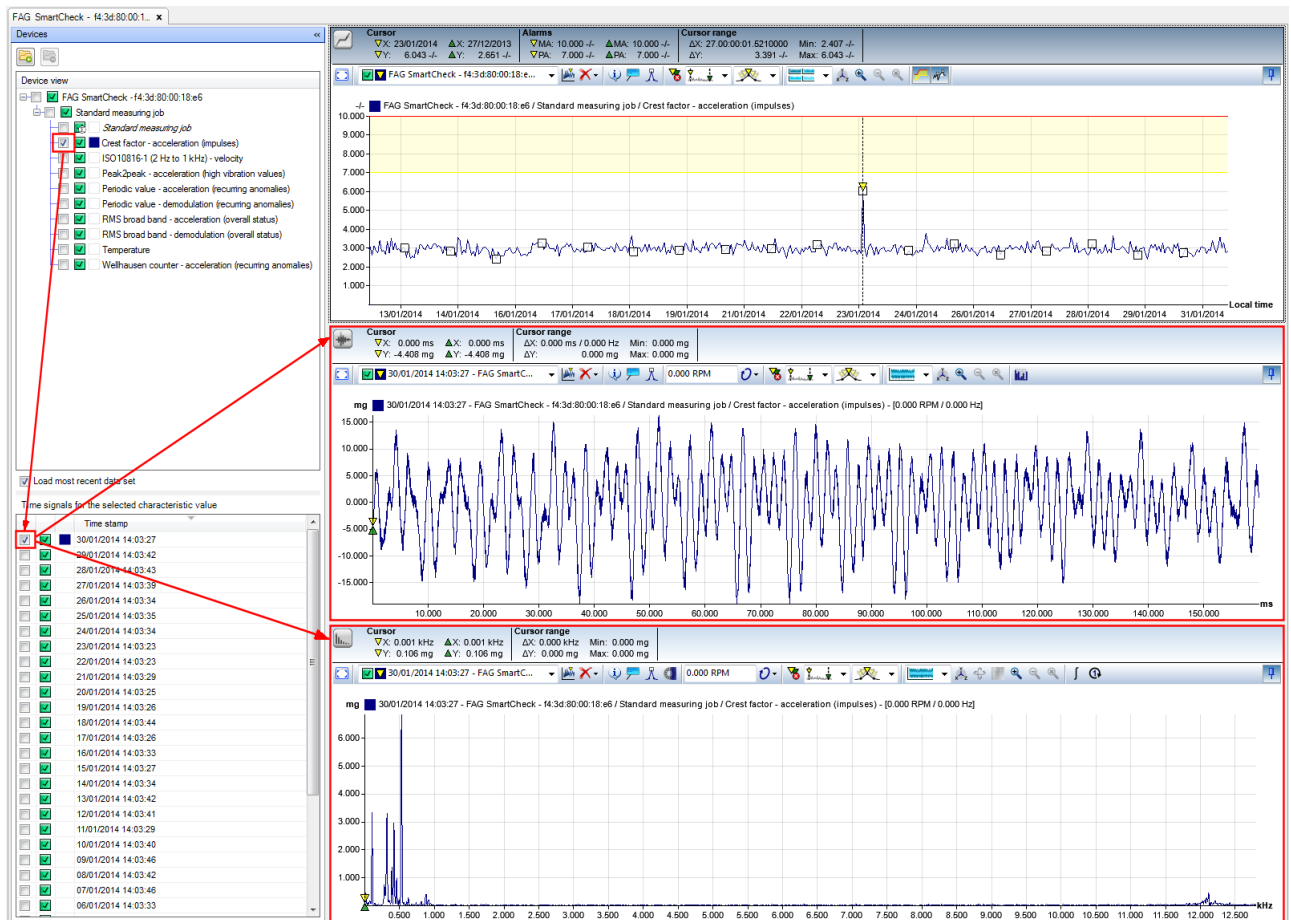 FAG SmartCheck - f4:3d:80:00:1... x
Devices «
Device view
FAG SmartCheck - f4:3d:80:00:18:e6
Standard measuring job
Standard measuring job
Crest factor - acceleration (impulses)
ISO10816-1 (2 Hz to 1 kHz) - velocity
Peak2peak - acceleration (high vibration values)
Periodic value - acceleration (recurring anomalies)
Periodic value - demodulation (recurring anomalies)
RMS broad band - acceleration (overall status)
RMS broad band - demodulation (overall status)
Temperature
Wellhausen counter - acceleration (recurring anomalies)
Load most recent data set
Time signals for the selected characteristic value
Time stamp
30/01/2014 14:03:27
29/01/2014 14:03:42
28/01/2014 14:03:43
27/01/2014 14:03:39
26/01/2014 14:03:34
25/01/2014 14:03:35
24/01/2014 14:03:34
23/01/2014 14:03:23
22/01/2014 14:03:23
21/01/2014 14:03:29
20/01/2014 14:03:25
19/01/2014 14:03:26
18/01/2014 14:03:44
17/01/2014 14:03:26
16/01/2014 14:03:33
15/01/2014 14:03:27
14/01/2014 14:03:34
13/01/2014 14:03:42
12/01/2014 14:03:41
11/01/2014 14:03:29
10/01/2014 14:03:40
09/01/2014 14:03:46
08/01/2014 14:03:42
07/01/2014 14:03:46
06/01/2014 14:03:33
Cursor Alarms Cursor range
X: 23/01/2014 X: 27/12/2013 MA: 10.000 -/- MA: 10.000 -/- ΔX: 27.00:00:01.5210000 Min: 2.407 -/-
Y: 6.043 -/- Y: 2.651 -/- PA: 7.000 -/- PA: 7.000 -/- ΔY: 3.391 -/- Max: 6.043 -/-
FAG SmartCheck - f4:3d:80:00:18:e...
-/- FAG SmartCheck - f4:3d:80:00:18:e6 / Standard measuring job / Crest factor - acceleration (impulses)
10.000
9.000
8.000
7.000
6.000
5.000
4.000
3.000
2.000
1.000
Local time
13/01/2014 14/01/2014 16/01/2014 17/01/2014 18/01/2014 19/01/2014 21/01/2014 22/01/2014 23/01/2014 24/01/2014 26/01/2014 27/01/2014 28/01/2014 29/01/2014 31/01/2014
Cursor Cursor range
X: 0.000 ms X: 0.000 ms ΔX: 0.000 ms / 0.000 Hz Min: 0.000 mg
Y: -4.408 mg Y: -4.408 mg ΔY: 0.000 mg Max: 0.000 mg
30/01/2014 14:03:27 - FAG SmartC... 0.000 RPM
mg 30/01/2014 14:03:27 - FAG SmartCheck - f4:3d:80:00:18:e6 / Standard measuring job / Crest factor - acceleration (impulses) - [0.000 RPM / 0.000 Hz]
15.000
10.000
5.000
0.000
-5.000
-10.000
-15.000
ms
10.000 20.000 30.000 40.000 50.000 60.000 70.000 80.000 90.000 100.000 110.000 120.000 130.000 140.000 150.000
Cursor Cursor range
X: 0.001 kHz X: 0.001 kHz ΔX: 0.000 kHz Min: 0.000 mg
Y: 0.106 mg Y: 0.106 mg ΔY: 0.000 mg Max: 0.000 mg
30/01/2014 14:03:27 - FAG SmartC... 0.000 RPM
mg 30/01/2014 14:03:27 - FAG SmartCheck - f4:3d:80:00:18:e6 / Standard measuring job / Crest factor - acceleration (impulses) - [0.000 RPM / 0.000 Hz]
6.000
5.000
4.000
3.000
2.000
1.000
kHz
0.500 1.000 1.500 2.000 2.500 3.000 3.500 4.000 4.500 5.000 5.500 6.000 6.500 7.000 7.500 8.000 8.500 9.000 9.500 10.000 10.500 11.000 11.500 12.000 12.500